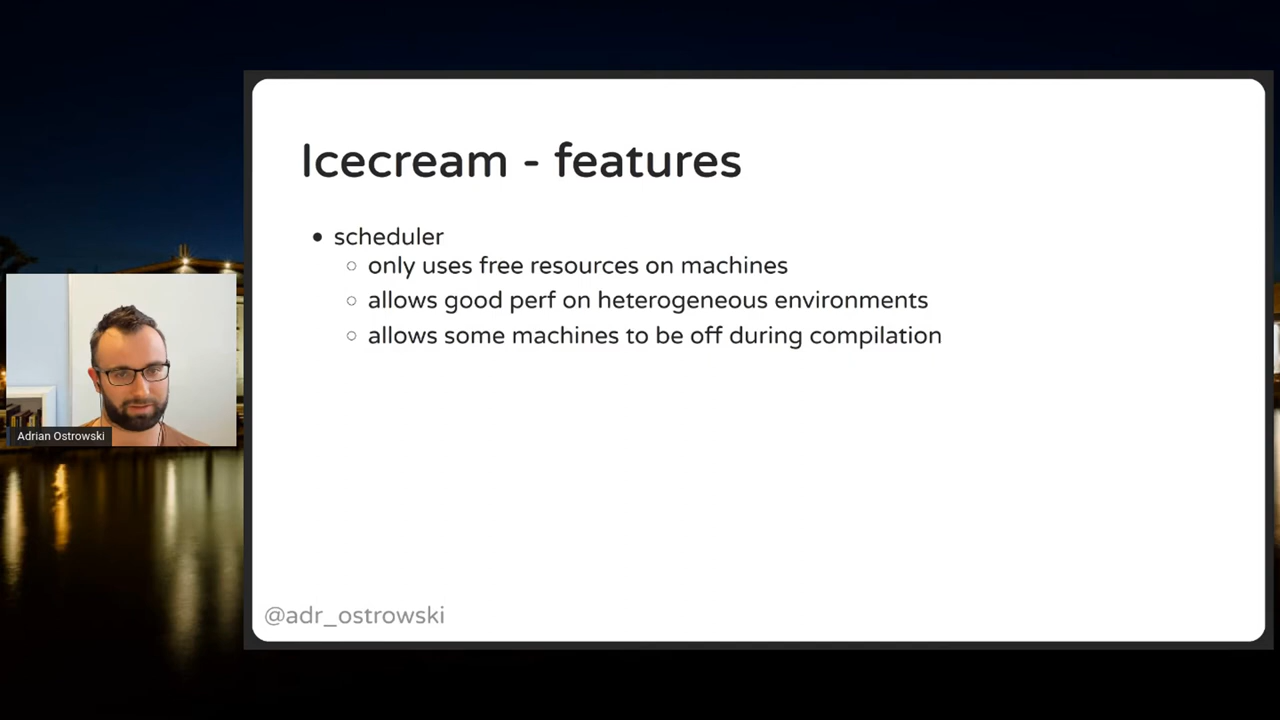 Icecream - features
scheduler
only uses free resources on machines
allows good perf on heterogeneous environments
allows some machines to be off during compilation
Adrian Ostrowski
@adr_ostrowski